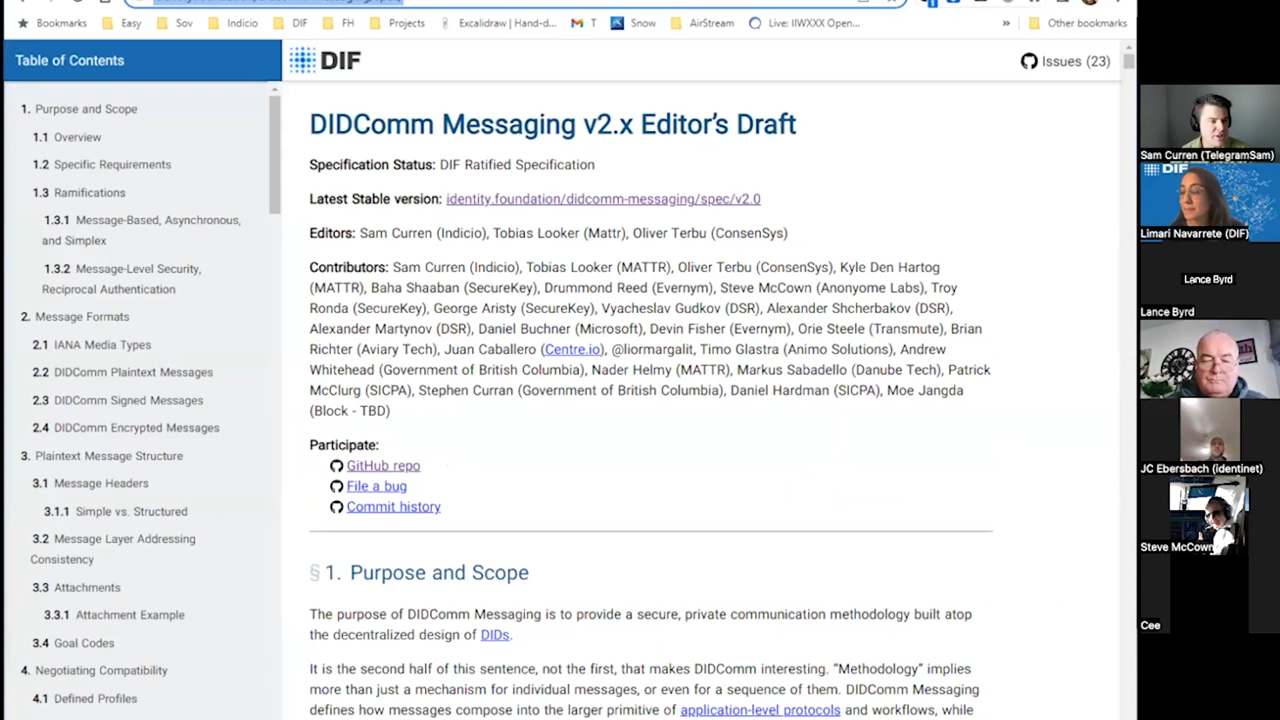 Bookmarks Easy Sov Indicio DIF FH Projects Excalidraw | Hand-d... T Snow AirStream Live: IIWXXX Open... » Other bookmarks
Table of Contents
DIF
Issues (23)
1. Purpose and Scope
1.1 Overview
1.2 Specific Requirements
1.3 Ramifications
1.3.1 Message-Based, Asynchronous,
and Simplex
1.3.2 Message-Level Security,
Reciprocal Authentication
2. Message Formats
2.1 IANA Media Types
2.2 DIDComm Plaintext Messages
2.3 DIDComm Signed Messages
2.4 DIDComm Encrypted Messages
3. Plaintext Message Structure
3.1 Message Headers
3.1.1 Simple vs. Structured
3.2 Message Layer Addressing
Consistency
3.3 Attachments
3.3.1 Attachment Example
3.4 Goal Codes
4. Negotiating Compatibility
4.1 Defined Profiles
DIDComm Messaging v2.x Editor's Draft
Specification Status: DIF Ratified Specification
Latest Stable version: identity.foundation/didcomm-messaging/spec/v2.0
Editors: Sam Curren (Indicio), Tobias Looker (Mattr), Oliver Terbu (ConsenSys)
Contributors: Sam Curren (Indicio), Tobias Looker (MATTR), Oliver Terbu (ConsenSys), Kyle Den Hartog
(MATTR), Baha Shaaban (SecureKey), Drummond Reed (Evernym), Steve McCown (Anonyome Labs), Troy
Ronda (SecureKey), George Aristy (SecureKey), Vyacheslav Gudkov (DSR), Alexander Shcherbakov (DSR),
Alexander Martynov (DSR), Daniel Buchner (Microsoft), Devin Fisher (Evernym), Orie Steele (Transmute), Brian
Richter (Aviary Tech), Juan Caballero (Centre.io), @liormargalit, Timo Glastra (Animo Solutions), Andrew
Whitehead (Government of British Columbia), Nader Helmy (MATTR), Markus Sabadello (Danube Tech), Patrick
McClurg (SICPA), Stephen Curran (Government of British Columbia), Daniel Hardman (SICPA), Moe Jangda
(Block - TBD)
Participate:
GitHub repo
File a bug
Commit history
§ 1. Purpose and Scope
The purpose of DIDComm Messaging is to provide a secure, private communication methodology built atop
the decentralized design of DIDs.
It is the second half of this sentence, not the first, that makes DIDComm interesting. "Methodology" implies
more than just a mechanism for individual messages, or even for a sequence of them. DIDComm Messaging
defines how messages compose into the larger primitive of application-level protocols and workflows, while
Sam Curren (TelegramSam)
DIF
Limari Navarrete (DIF)
Lance Byrd
Lance Byrd
JC Ebersbach (identinet)
Steve McCown
Cee